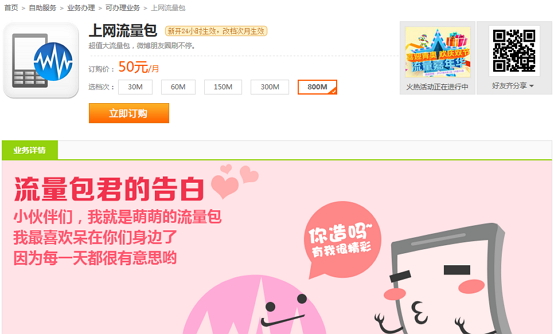 首页 > 自助服务 > 业务办理 > 可办理业务 > 上网流量包
上网流量包
新开24小时生效，改档次月生效
超值大流量包，微博朋友圈刷不停。
订购价：50元/月
选档次：30M 60M 150M 300M 800M
立即订购
流量嘉年华
火热活动正在进行中
好友齐分享
业务详情
流量包君的告白
小伙伴们，我就是萌萌的流量包
我最喜欢呆在你们身边了
因为每一天都很有意思哟
你造吗~
有我很精彩